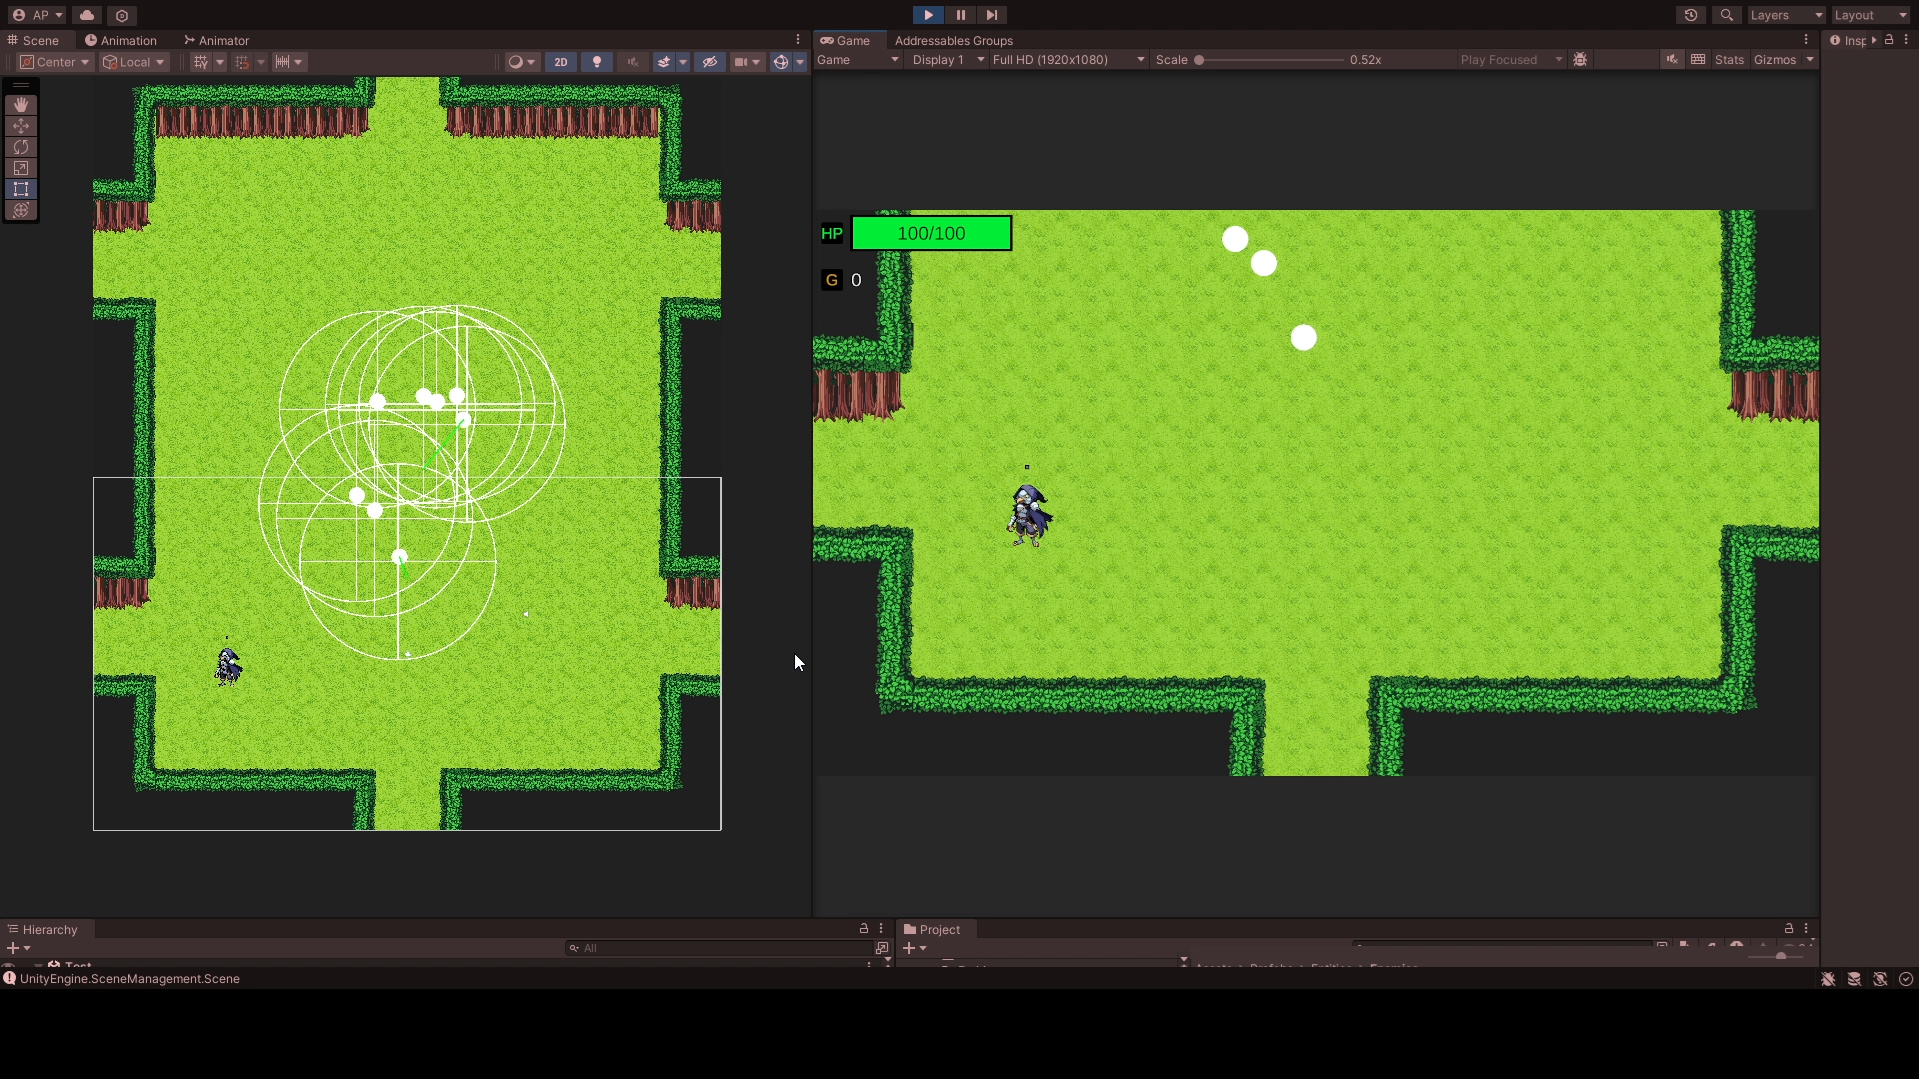 AP
Layers
Layout
Scene
Animation
Animator
Game
Addressables Groups
Insp
Center
Local
2D
Game
Display 1
Full HD (1920x1080)
Scale
0.52x
Play Focused
Stats
Gizmos
HP
100/100
G
0
Hierarchy
Project
All
UnityEngine.SceneManagement.Scene